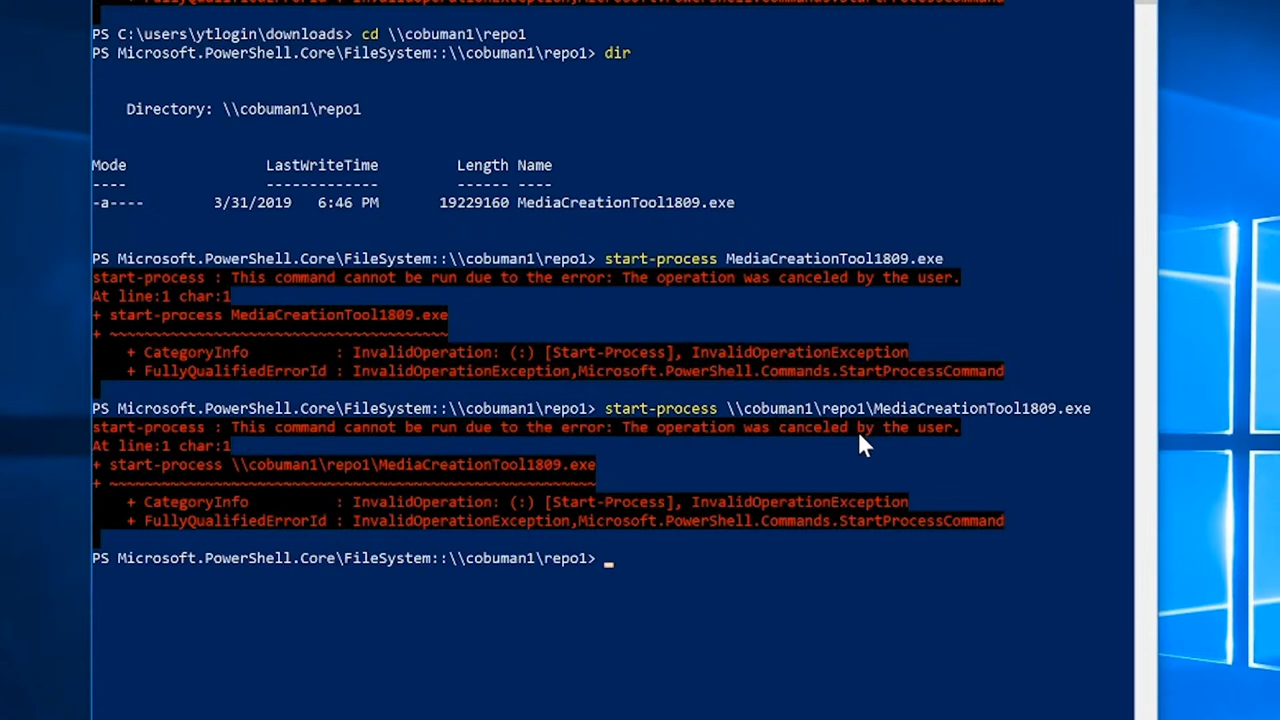 + FullyQualifiedErrorId : InvalidOperationException,Microsoft.PowerShell.Commands.StartProcessCommand
PS C:\users\ytlogin\downloads> cd \\cobuman1\repo1
PS Microsoft.PowerShell.Core\FileSystem::\\cobuman1\repo1> dir
Directory: \\cobuman1\repo1
Mode LastWriteTime Length Name
---- ------------- ------ ----
-a---- 3/31/2019 6:46 PM 19229160 MediaCreationTool1809.exe
PS Microsoft.PowerShell.Core\FileSystem::\\cobuman1\repo1> start-process MediaCreationTool1809.exe
start-process : This command cannot be run due to the error: The operation was canceled by the user.
At line:1 char:1
+ start-process MediaCreationTool1809.exe
+ ~~~~~~~~~~~~~~~~~~~~~~~~~~~~~~~~~~~~~~~
+ CategoryInfo : InvalidOperation: (:) [Start-Process], InvalidOperationException
+ FullyQualifiedErrorId : InvalidOperationException,Microsoft.PowerShell.Commands.StartProcessCommand
PS Microsoft.PowerShell.Core\FileSystem::\\cobuman1\repo1> start-process \\cobuman1\repo1\MediaCreationTool1809.exe
start-process : This command cannot be run due to the error: The operation was canceled by the user.
At line:1 char:1
+ start-process \\cobuman1\repo1\MediaCreationTool1809.exe
+ ~~~~~~~~~~~~~~~~~~~~~~~~~~~~~~~~~~~~~~~~~~~~~~~~~~~~~~~~
+ CategoryInfo : InvalidOperation: (:) [Start-Process], InvalidOperationException
+ FullyQualifiedErrorId : InvalidOperationException,Microsoft.PowerShell.Commands.StartProcessCommand
PS Microsoft.PowerShell.Core\FileSystem::\\cobuman1\repo1> _